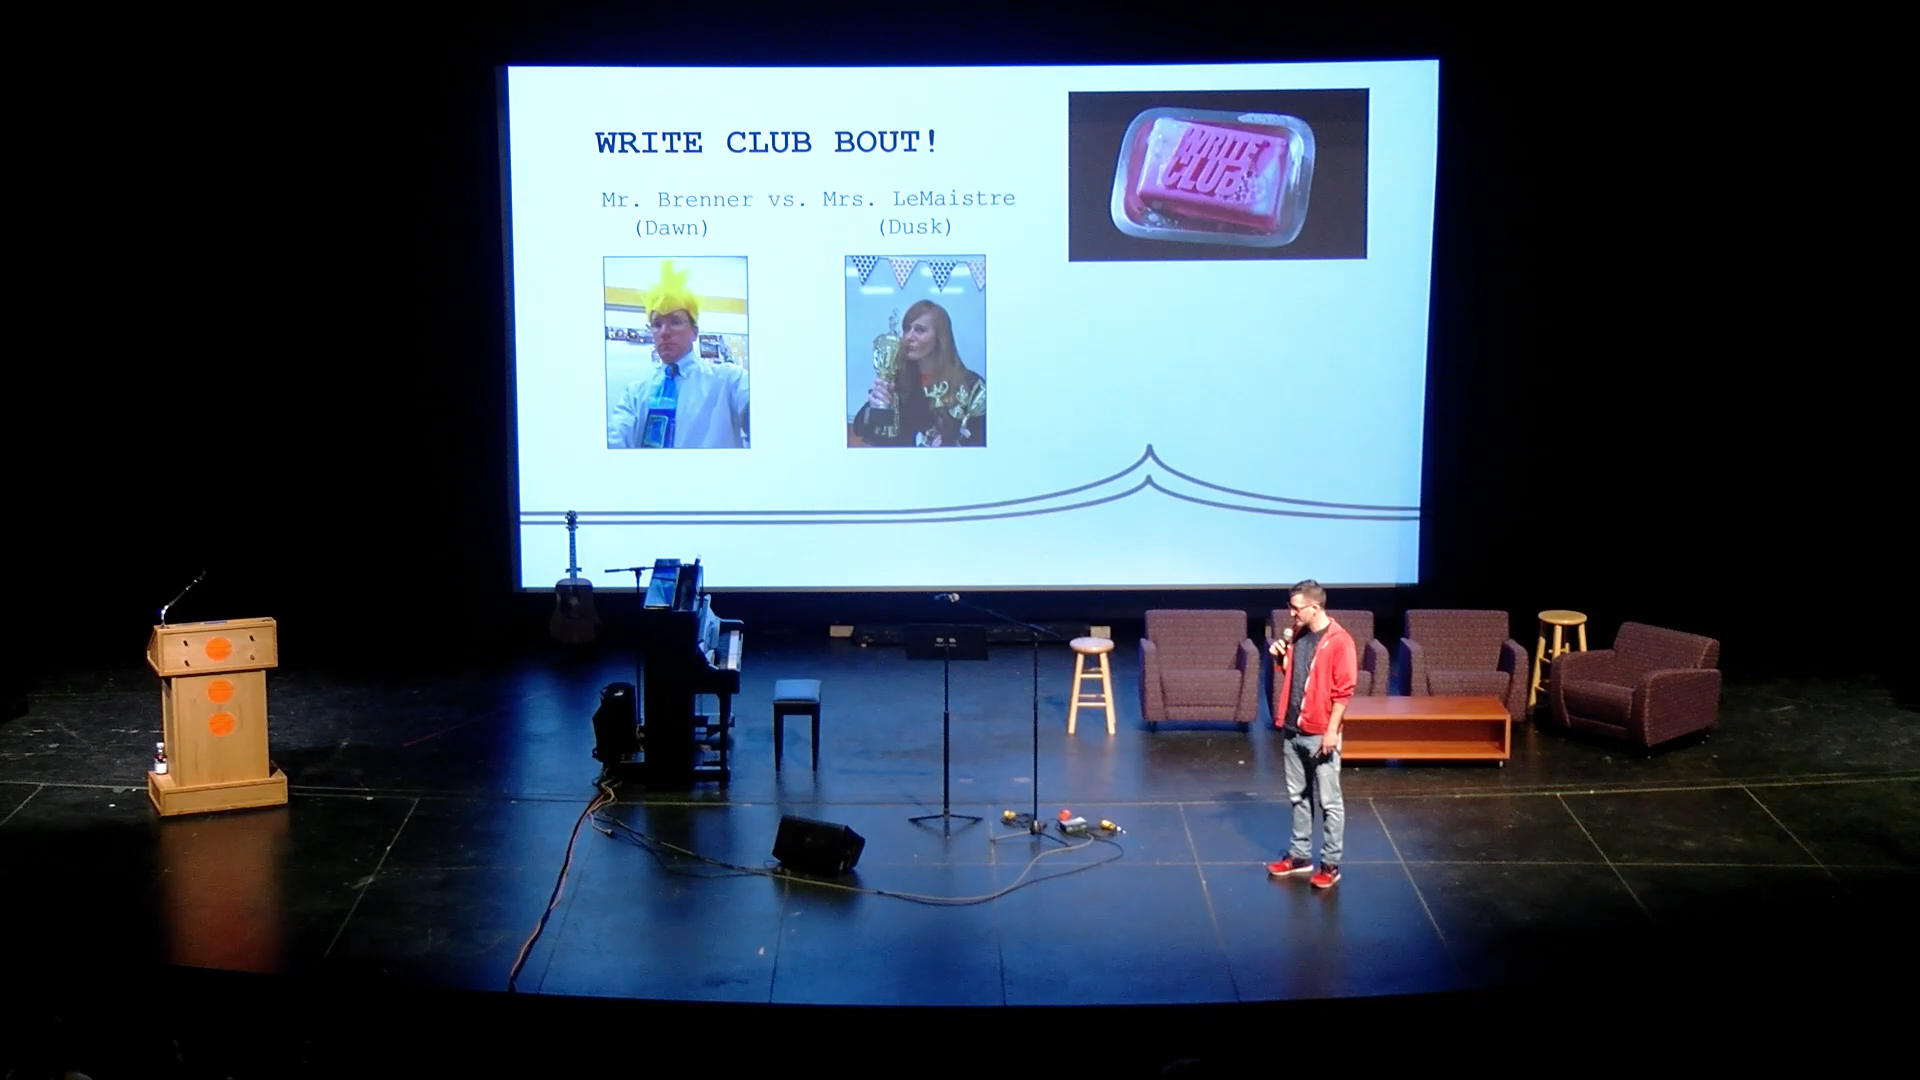 WRITE CLUB BOUT!
Mr. Brenner vs. Mrs. LeMaistre
(Dawn) (Dusk)
WRITE
CLUB